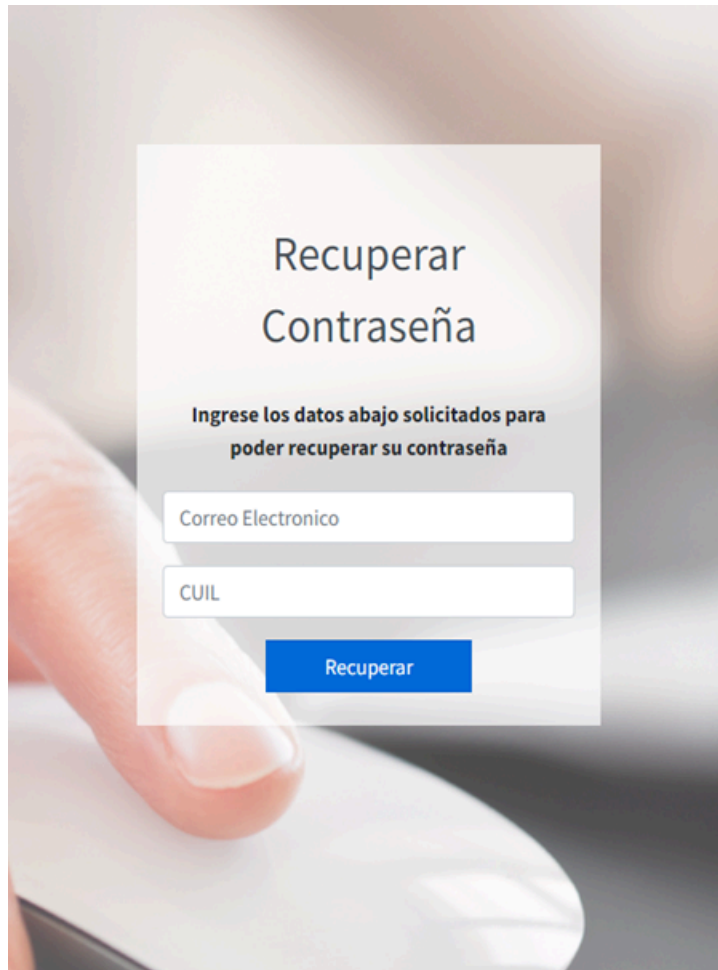 Recuperar
Contraseña
Ingrese los datos abajo solicitados para
poder recuperar su contraseña
Correo Electronico
CUIL
Recuperar